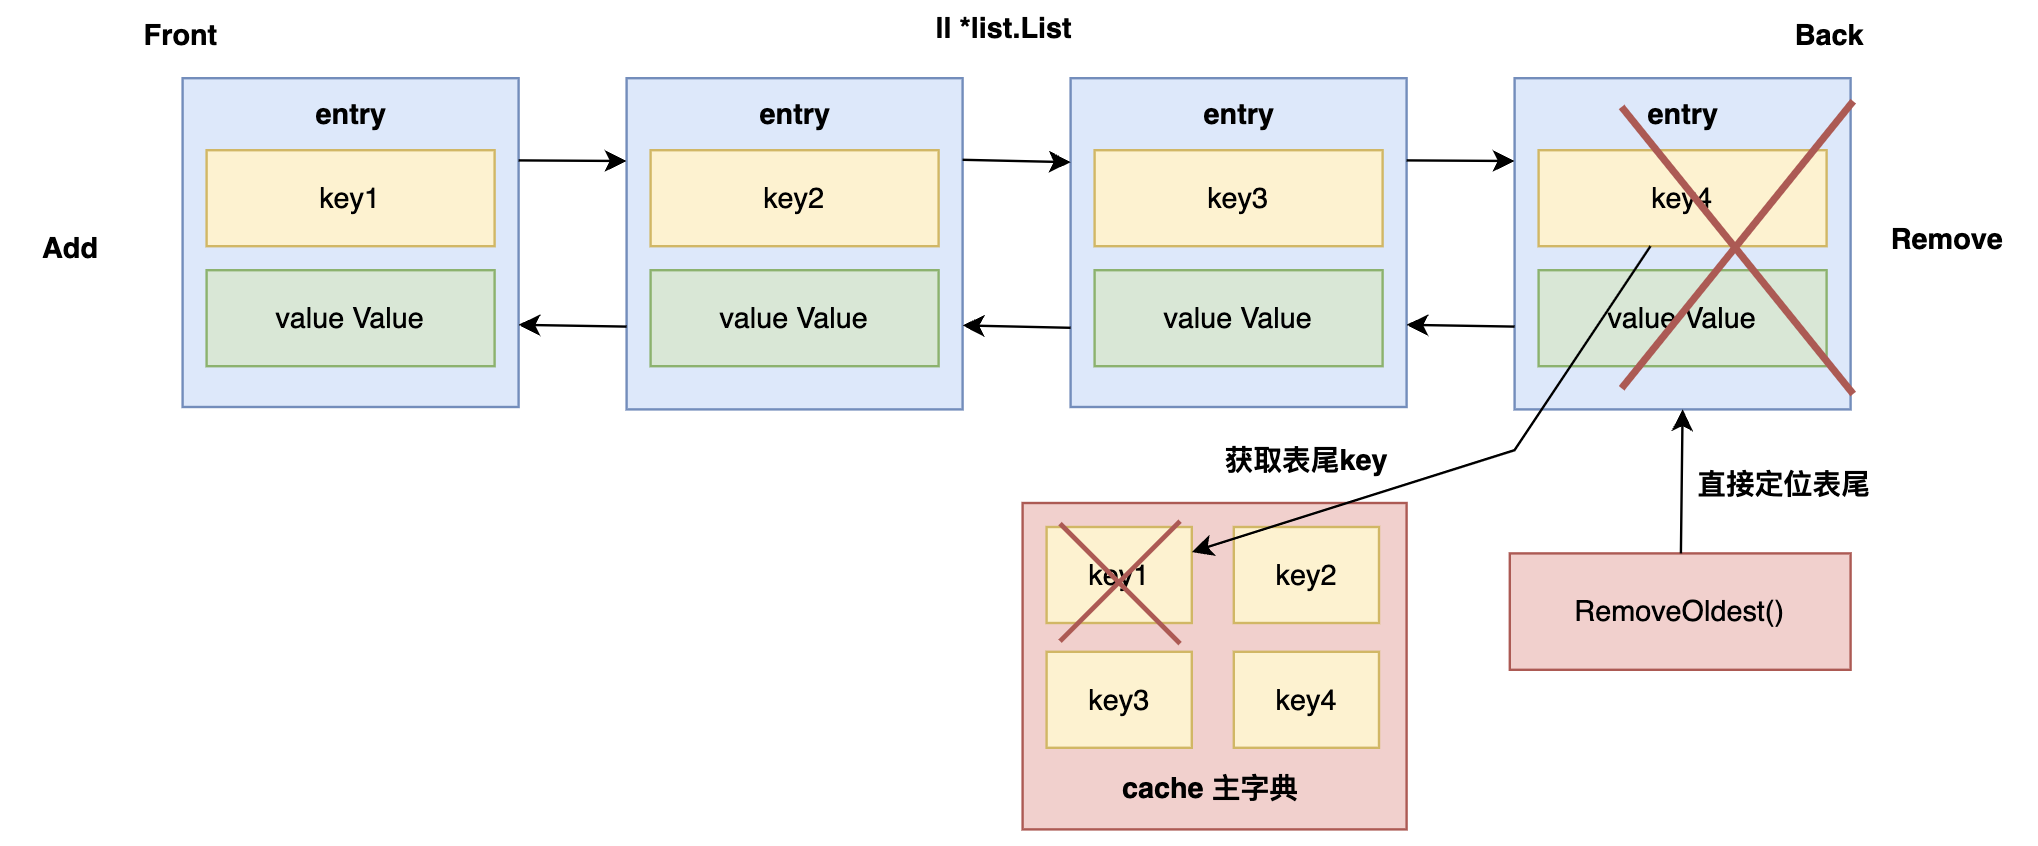 Front
ll *list.List
Back
entry
entry
entry
entry
key1
key2
key3
key4
Add
Remove
value Value
value Value
value Value
value Value
获取表尾key
直接定位表尾
key1
key2
RemoveOldest()
key3
key4
cache 主字典